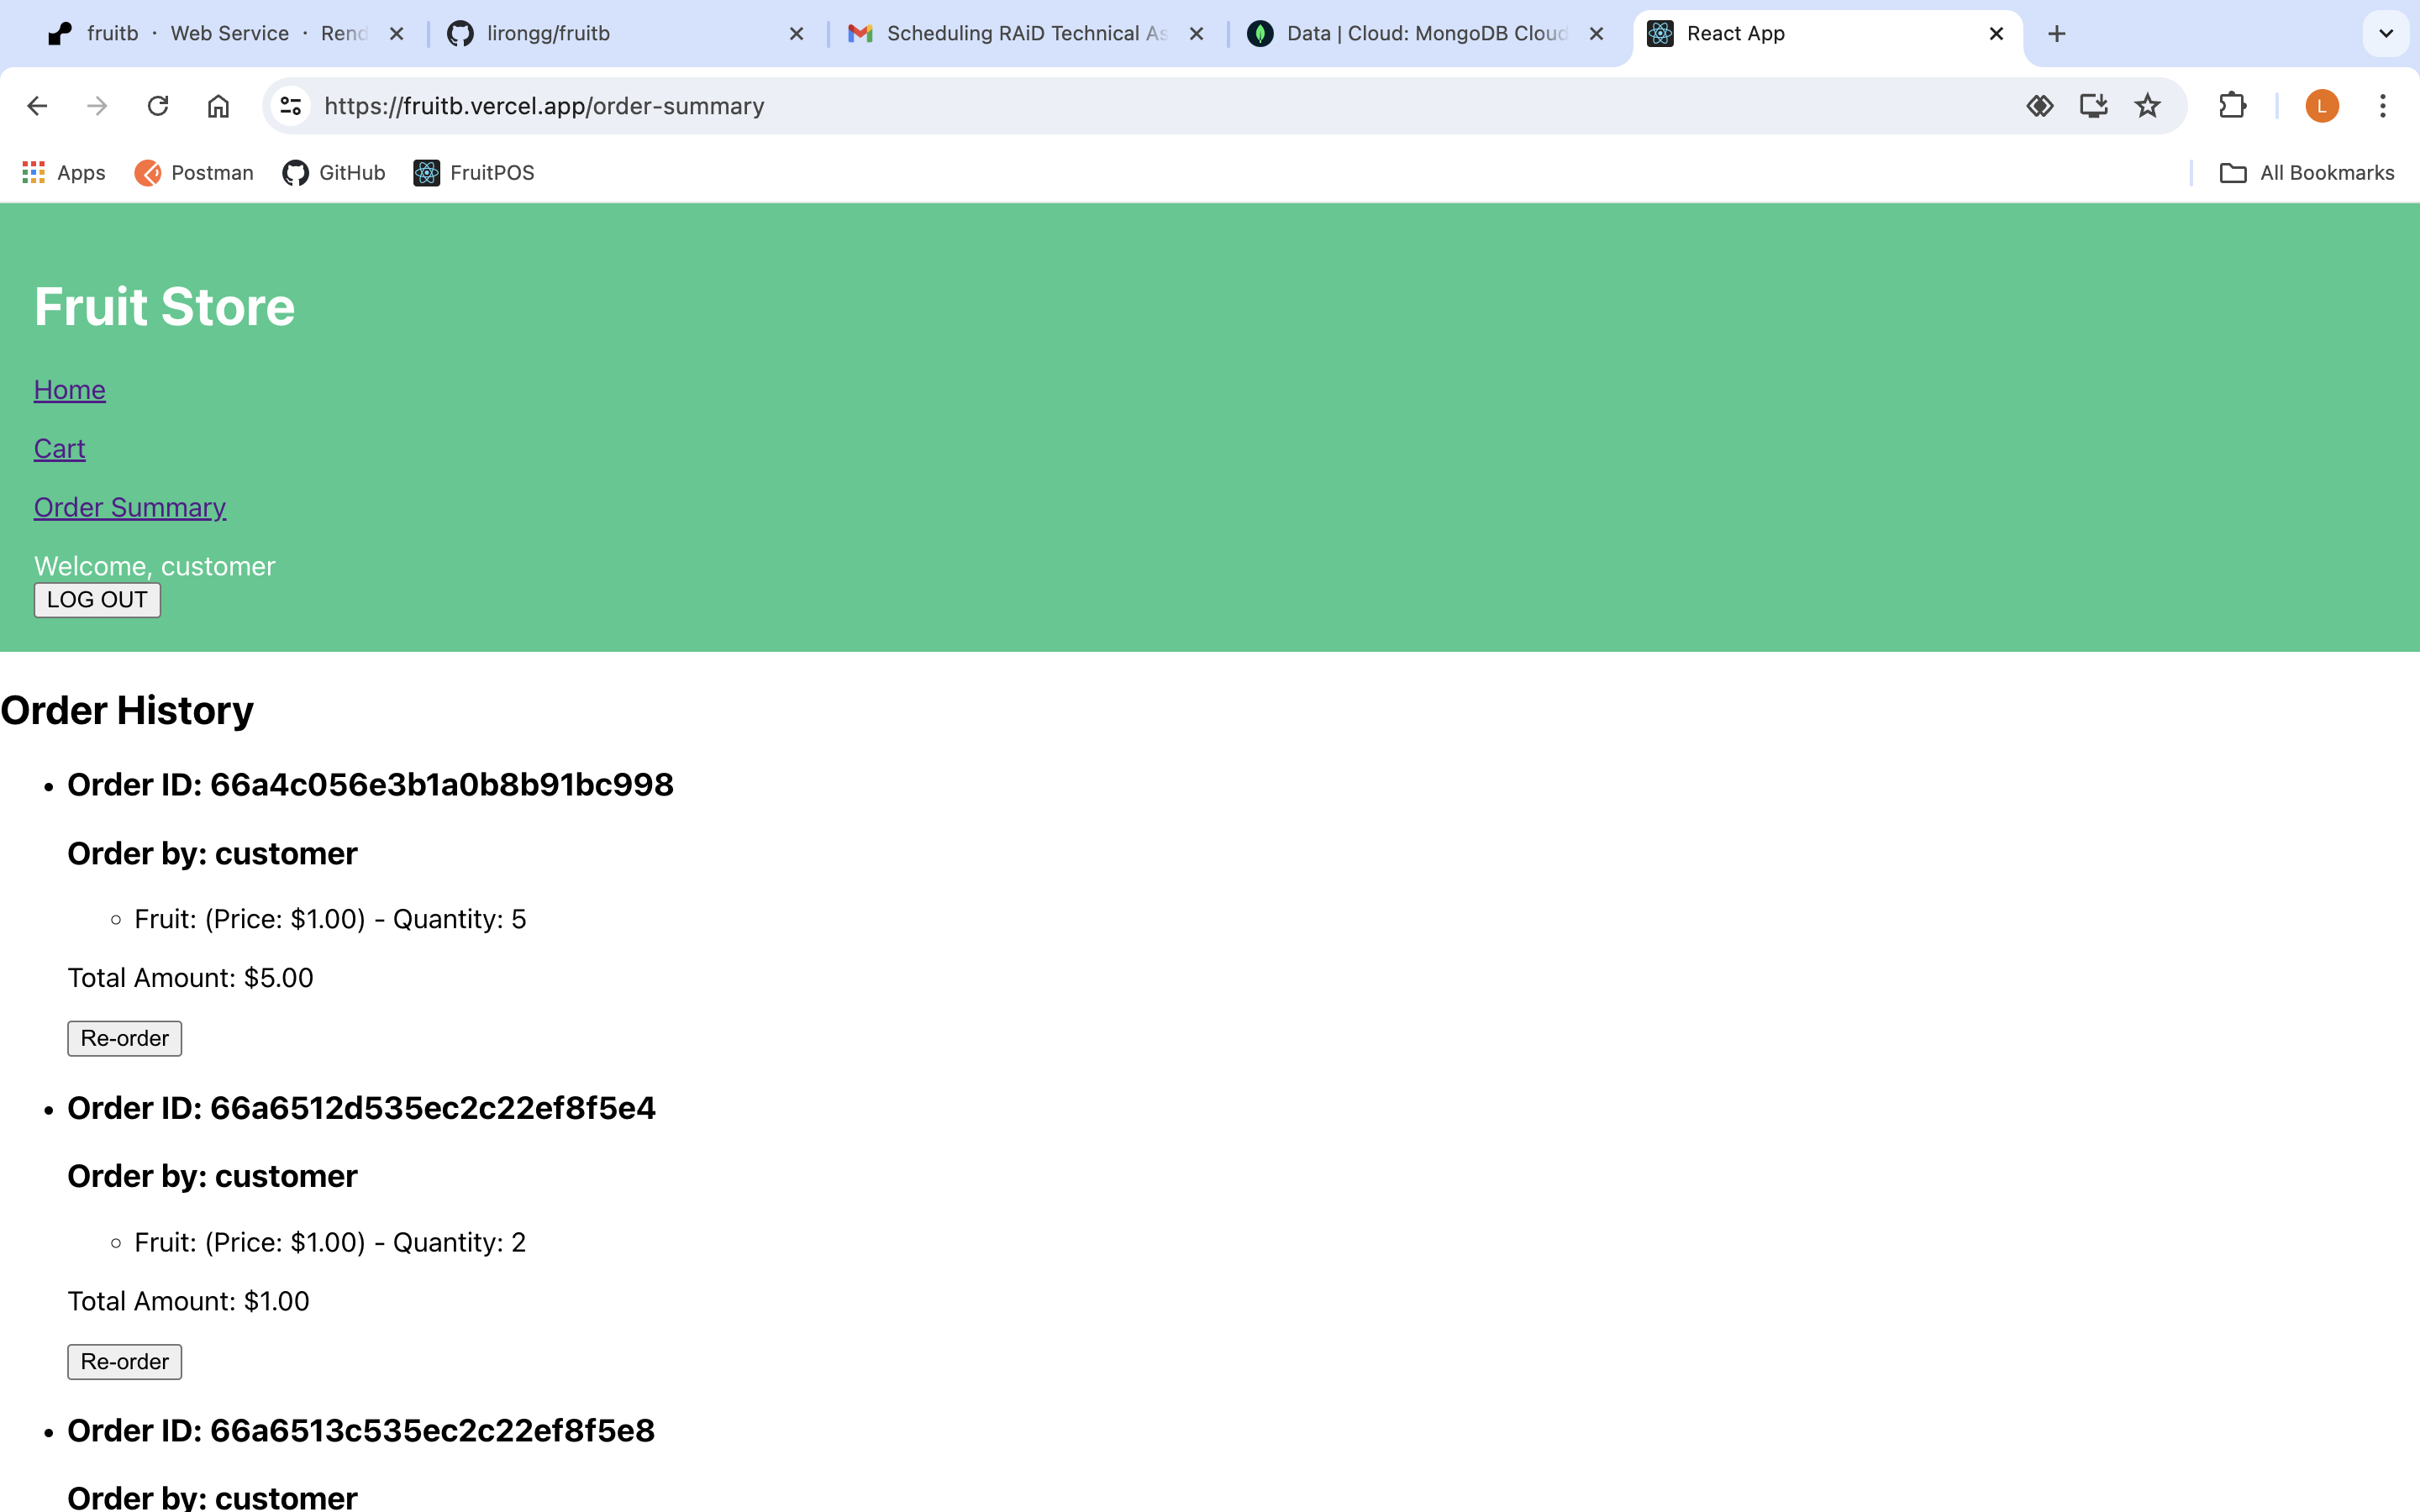 fruitb · Web Service · Rend
lirongg/fruitb
Scheduling RAiD Technical As
Data | Cloud: MongoDB Cloud
React App
https://fruitb.vercel.app/order-summary
L
Apps
Postman
GitHub
FruitPOS
All Bookmarks
Fruit Store
Home
Cart
Order Summary
Welcome, customer
LOG OUT
Order History
Order ID: 66a4c056e3b1a0b8b91bc998
Order by: customer
Fruit: (Price: $1.00) - Quantity: 5
Total Amount: $5.00
Re-order
Order ID: 66a6512d535ec2c22ef8f5e4
Order by: customer
Fruit: (Price: $1.00) - Quantity: 2
Total Amount: $1.00
Re-order
Order ID: 66a6513c535ec2c22ef8f5e8
Order by: customer